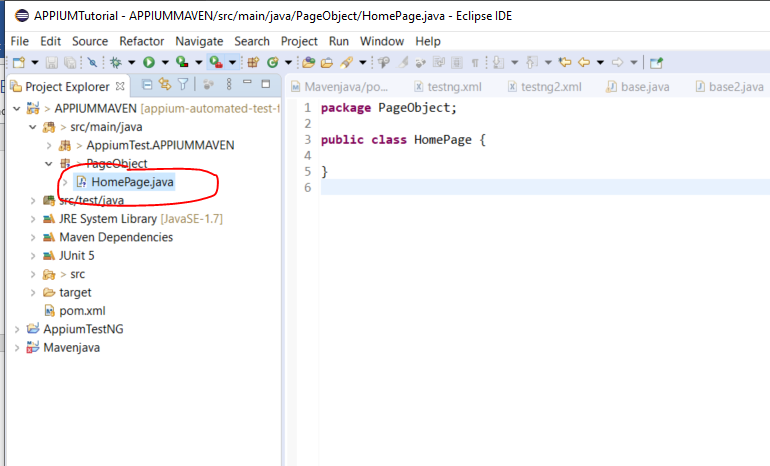 APPIUMTutorial - APPIUMMAVEN/src/main/java/PageObject/HomePage.java - Eclipse IDE
File Edit Source Refactor Navigate Search Project Run Window Help
Project Explorer
Mavenjava/po... testng.xml testng2.xml base.java base2.java
> APPIUMMAVEN [appium-automated-test-f
> src/main/java
> AppiumTest.APPIUMMAVEN
> PageObject
HomePage.java
src/test/java
JRE System Library [JavaSE-1.7]
Maven Dependencies
JUnit 5
> src
target
pom.xml
AppiumTestNG
Mavenjava
1 package PageObject;
2
3 public class HomePage {
4
5 }
6